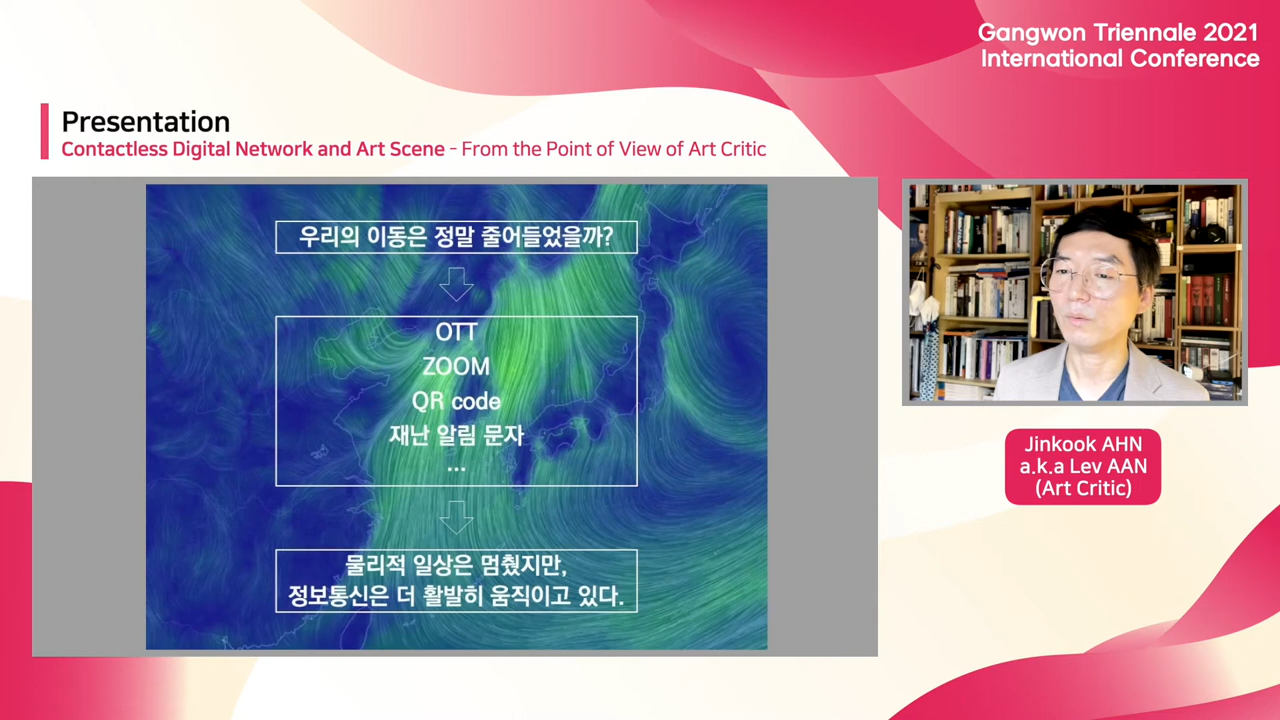 Gangwon Triennale 2021
International Conference
Presentation
Contactless Digital Network and Art Scene - From the Point of View of Art Critic
우리의 이동은 정말 줄어들었을까?
OTT
ZOOM
QR code
재난 알림 문자
...
물리적 일상은 멈췄지만,
정보통신은 더 활발히 움직이고 있다.
Jinkook AHN
a.k.a Lev AAN
(Art Critic)